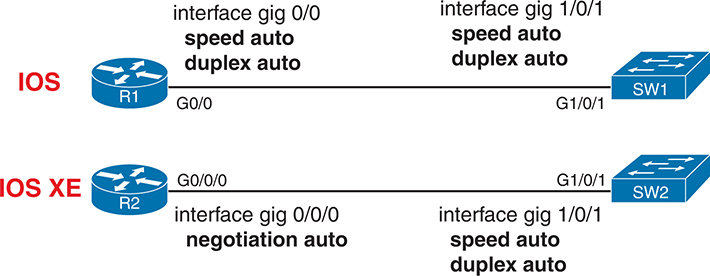 interface gig 0/0
speed auto
duplex auto
interface gig 1/0/1
speed auto
duplex auto
IOS
R1
G0/0
G1/0/1
SW1
IOS XE
R2
G0/0/0
G1/0/1
SW2
interface gig 0/0/0
negotiation auto
interface gig 1/0/1
speed auto
duplex auto